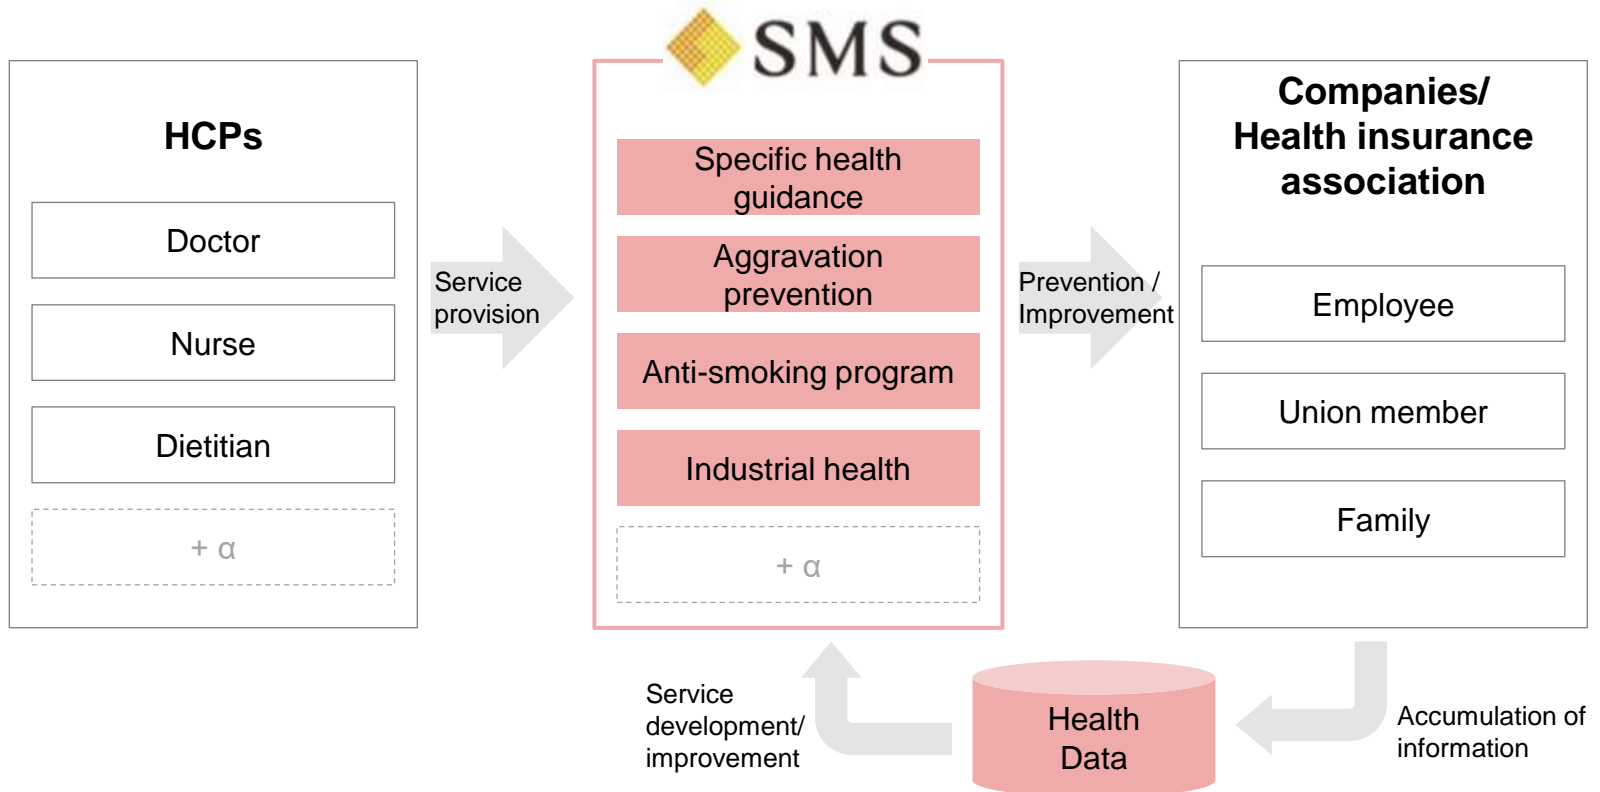 SMS
HCPs
Doctor
Nurse
Dietitian
+ α
Service
provision
Specific health
guidance
Aggravation
prevention
Anti-smoking program
Industrial health
+ α
Prevention /
Improvement
Companies/
Health insurance
association
Employee
Union member
Family
Service
development/
improvement
Health
Data
Accumulation of
information